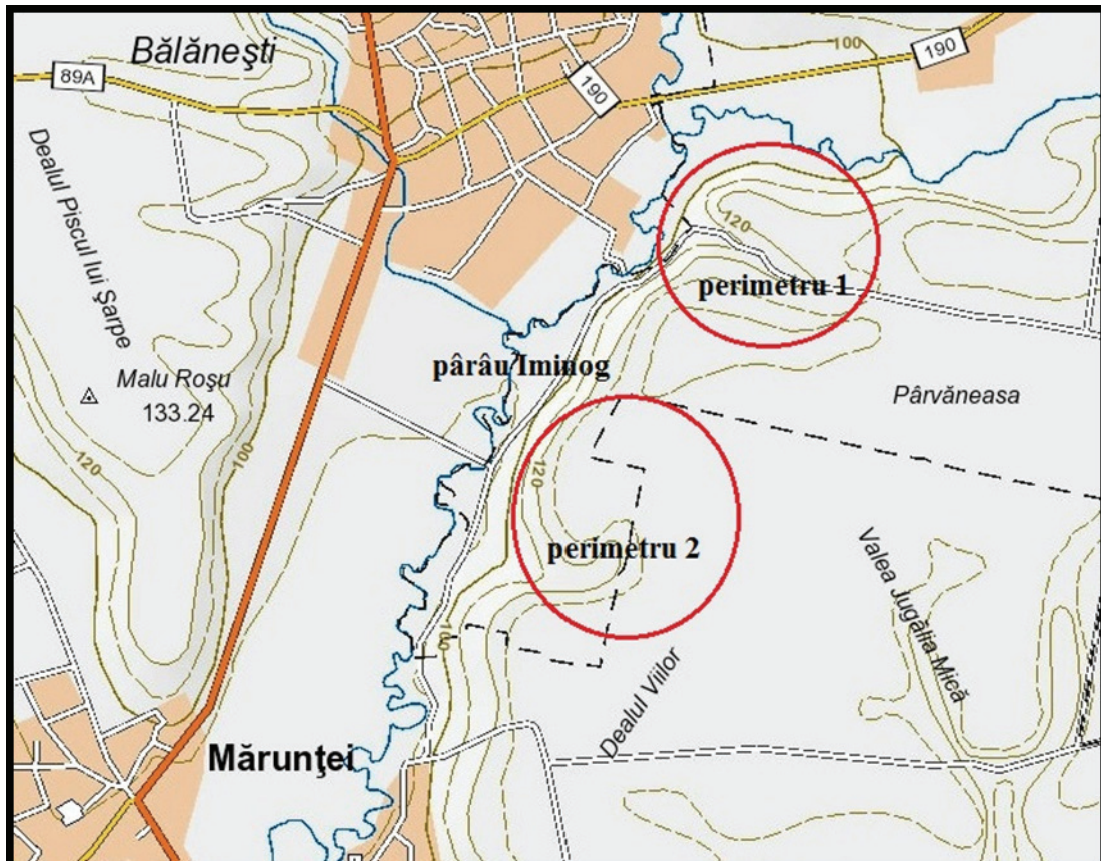 Bălăneşti
89A
190
190
100
Dealul Piscul lui Şarpe
120
perimetru 1
pârâu Iminog
Malu Roşu
133.24
Pârvăneasa
100
120
120
perimetru 2
Valea Jugălia Mică
100
Dealul Viilor
Mărunţei